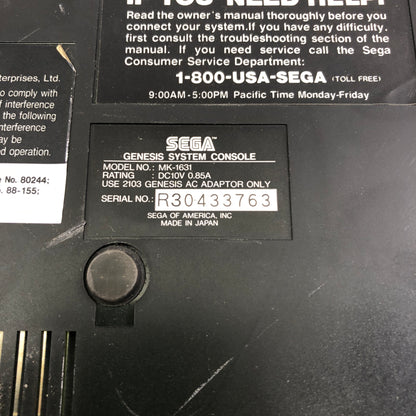 IF YOU NEED HELP!
Read the owner's manual thoroughly before you
connect your system.If you have any difficulty,
first consult the troubleshooting section of the
manual. If you need service call the Sega
Consumer Service Department:
1-800-USA-SEGA (TOLL FREE)
9:00AM-5:00PM Pacific Time Monday-Friday
terprises, Ltd.
to comply with
f interference
the following
interference
ay be
d operation.
No. 80244;
. 88-155;
SEGA
GENESIS SYSTEM CONSOLE
MODEL NO.: MK-1631
RATING : DC10V 0.85A
USE 2103 GENESIS AC ADAPTOR ONLY
SERIAL NO.: R30433763
SEGA OF AMERICA, INC
MADE IN JAPAN